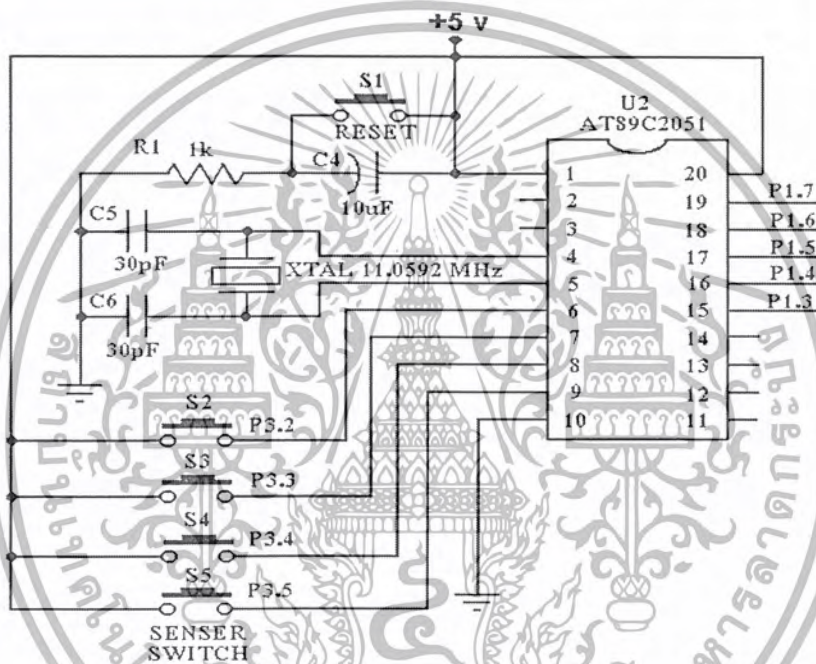 +5 v
S1
RESET
R1
1k
C4
10uF
C5
30pF
XTAL 11.0592 MHz
C6
30pF
U2
AT89C2051
1
2
3
4
5
6
7
8
9
10
20
19
18
17
16
15
14
13
12
11
P1.7
P1.6
P1.5
P1.4
P1.3
S2
P3.2
S3
P3.3
S4
P3.4
S5
P3.5
SENSER
SWITCH